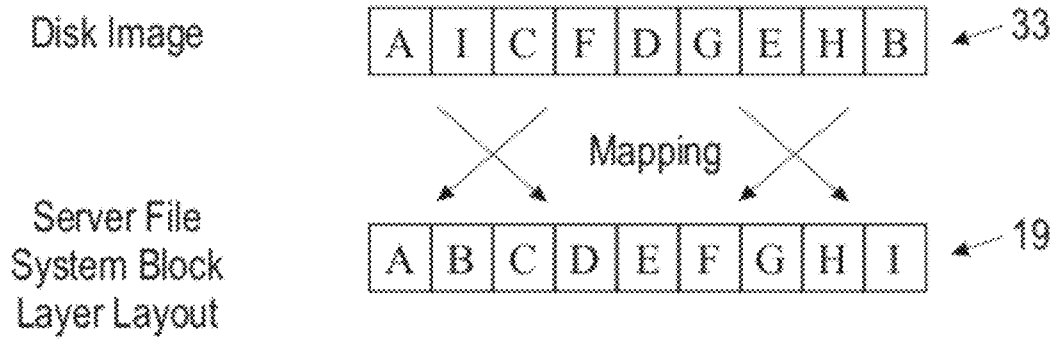 Disk Image
A I C F D G E H B
33
Mapping
Server File
System Block
Layer Layout
A B C D E F G H I
19